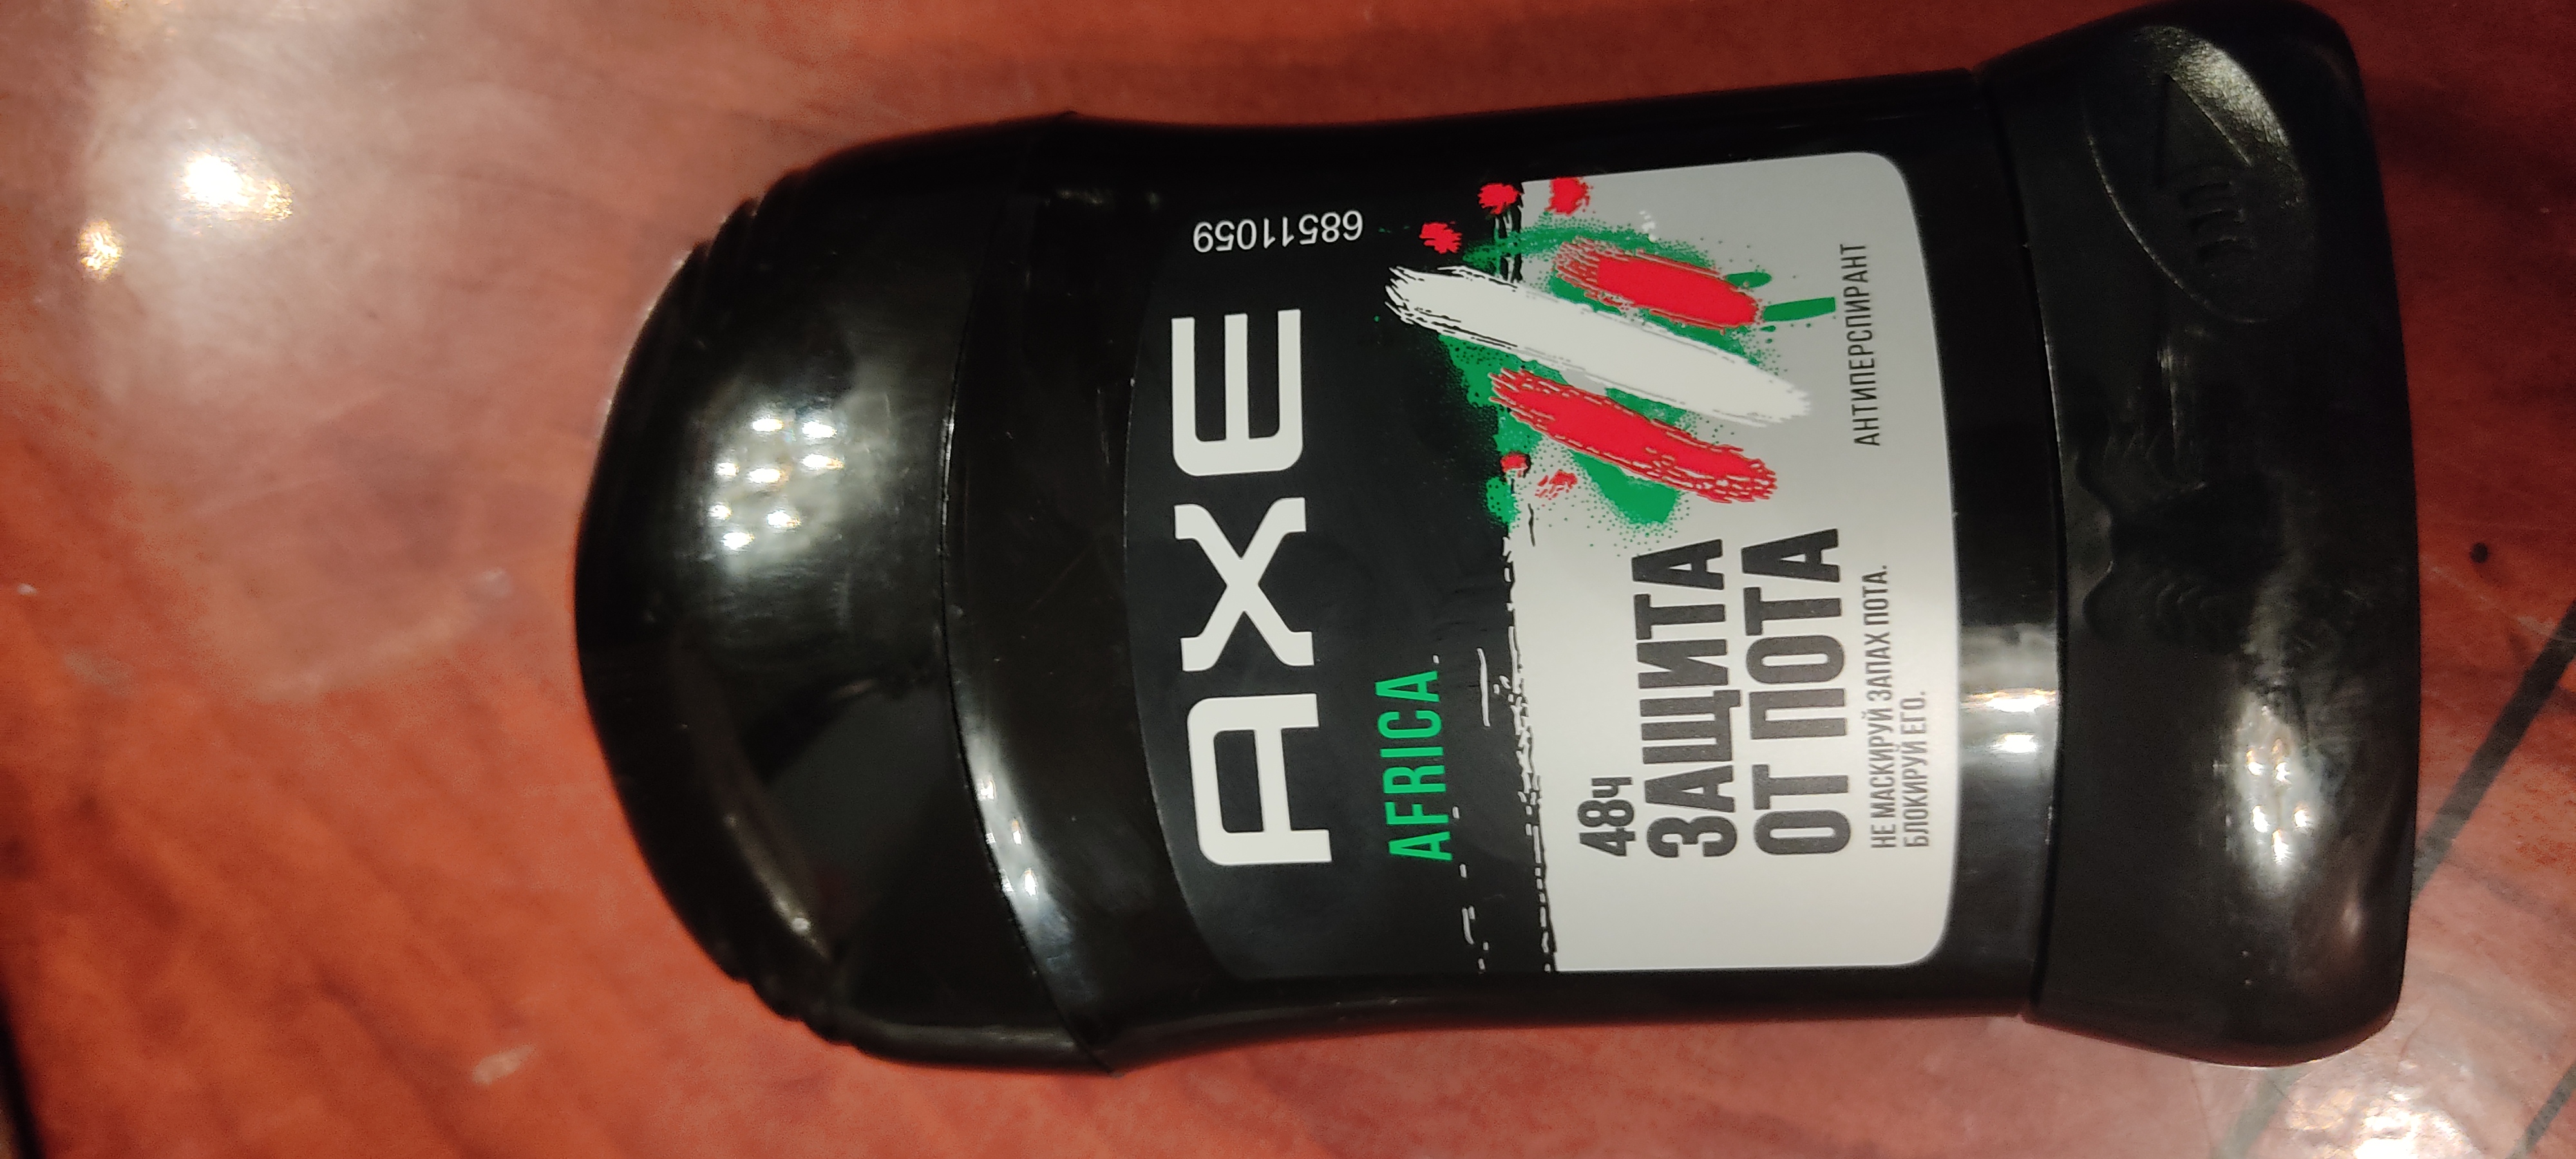 AXE
68511059
AFRICA.
48ч
ЗАЩИТА
ОТ ПОТА
НЕ МАСКИРУЙ ЗАПАХ ПОТА.
БЛОКИРУЙ ЕГО.
АНТИПЕРСПИРАНТ